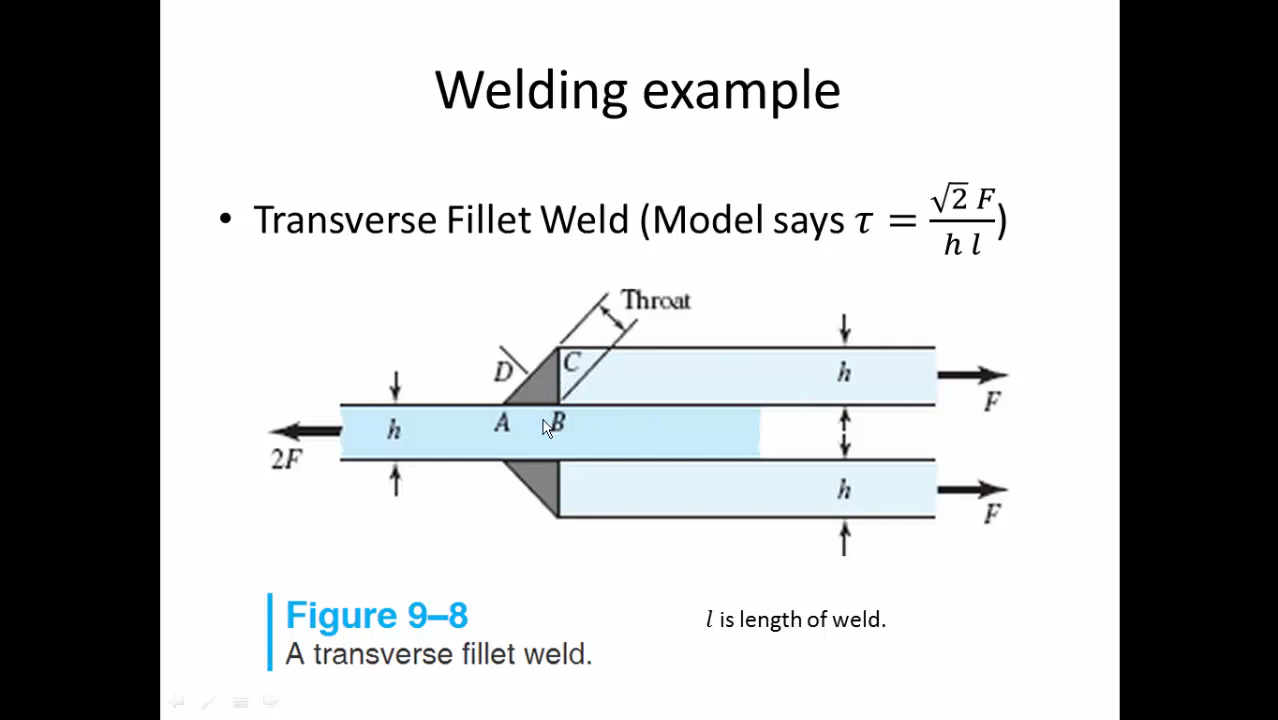 Welding example
• Transverse Fillet Weld (Model says τ = √2 F / h l)
Throat
D
C
h
F
A
B
h
2F
h
F
Figure 9–8
A transverse fillet weld.
l is length of weld.